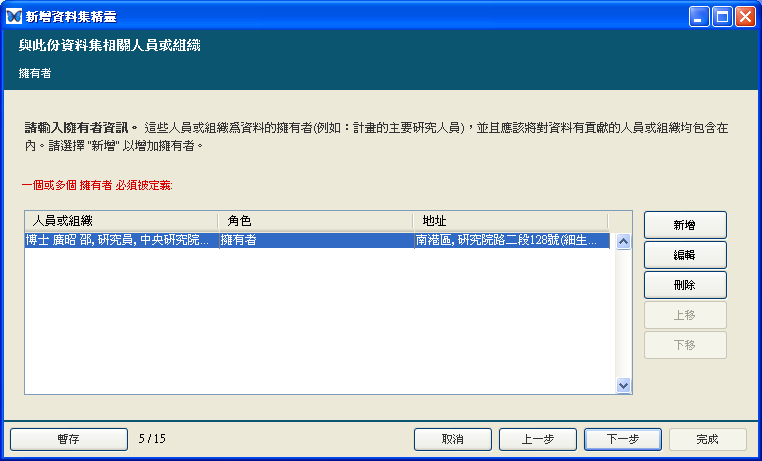 新增資料集精靈
與此份資料集相關人員或組織
擁有者
請輸入擁有者資訊。 這些人員或組織為資料的擁有者(例如：計畫的主要研究人員)，並且應該將對資料有貢獻的人員或組織均包含在
內。請選擇 "新增" 以增加擁有者。
一個或多個 擁有者 必須被定義:
人員或組織 角色 地址
博士 廣昭 邵, 研究員, 中央研究院... 擁有者 南港區, 研究院路二段128號(細生...
新增
編輯
刪除
上移
下移
暫存 5 / 15 取消 上一步 下一步 完成